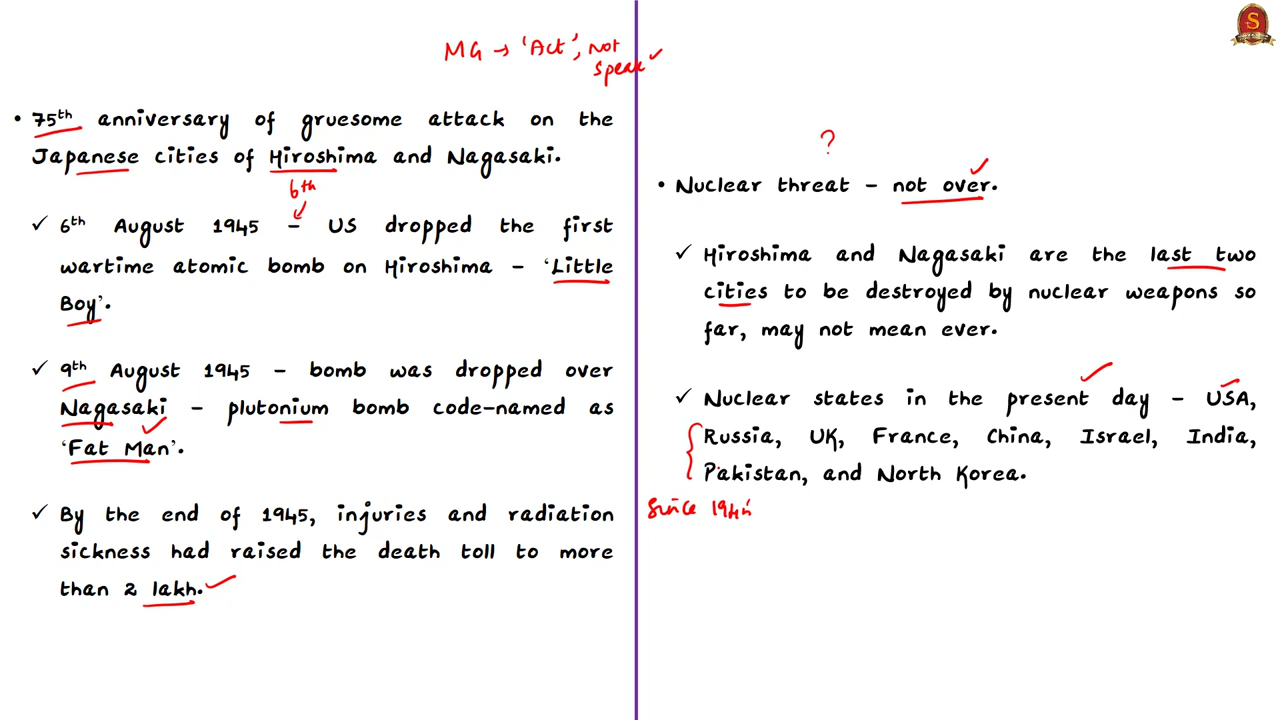 MG → 'Act', not
speak ✓
• 75th anniversary of gruesome attack on the
Japanese cities of Hiroshima and Nagasaki.
6th
✓ 6th August 1945 – US dropped the first
wartime atomic bomb on Hiroshima – 'Little
Boy'.
✓ 9th August 1945 – bomb was dropped over
Nagasaki – plutonium bomb code-named as
'Fat Man'.
✓ By the end of 1945, injuries and radiation
sickness had raised the death toll to more
than 2 lakh.
?
• Nuclear threat – not over.
✓ Hiroshima and Nagasaki are the last two
cities to be destroyed by nuclear weapons so
far, may not mean ever.
✓ Nuclear states in the present day – USA,
Russia, UK, France, China, Israel, India,
Pakistan, and North Korea.
Since
S